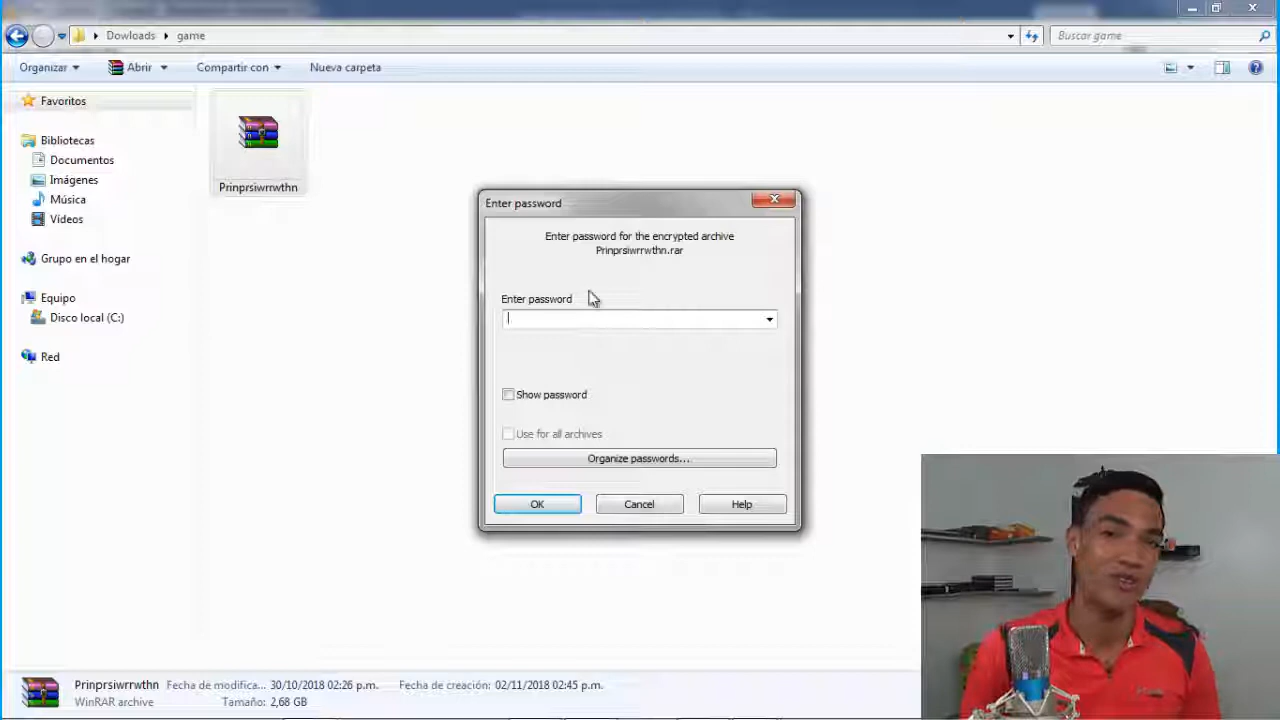 Dowloads
game
Buscar game
Organizar
Abrir
Compartir con
Nueva carpeta
Favoritos
Bibliotecas
Documentos
Imágenes
Música
Vídeos
Grupo en el hogar
Equipo
Disco local (C:)
Red
Prinprsiwrrwthn
Enter password
Enter password for the encrypted archive
Prinprsiwrrwthn.rar
Enter password
Show password
Use for all archives
Organize passwords...
OK
Cancel
Help
Prinprsiwrrwthn
Fecha de modifica... 30/10/2018 02:26 p.m.
Fecha de creación: 02/11/2018 02:45 p.m.
WinRAR archive
Tamaño: 2,68 GB